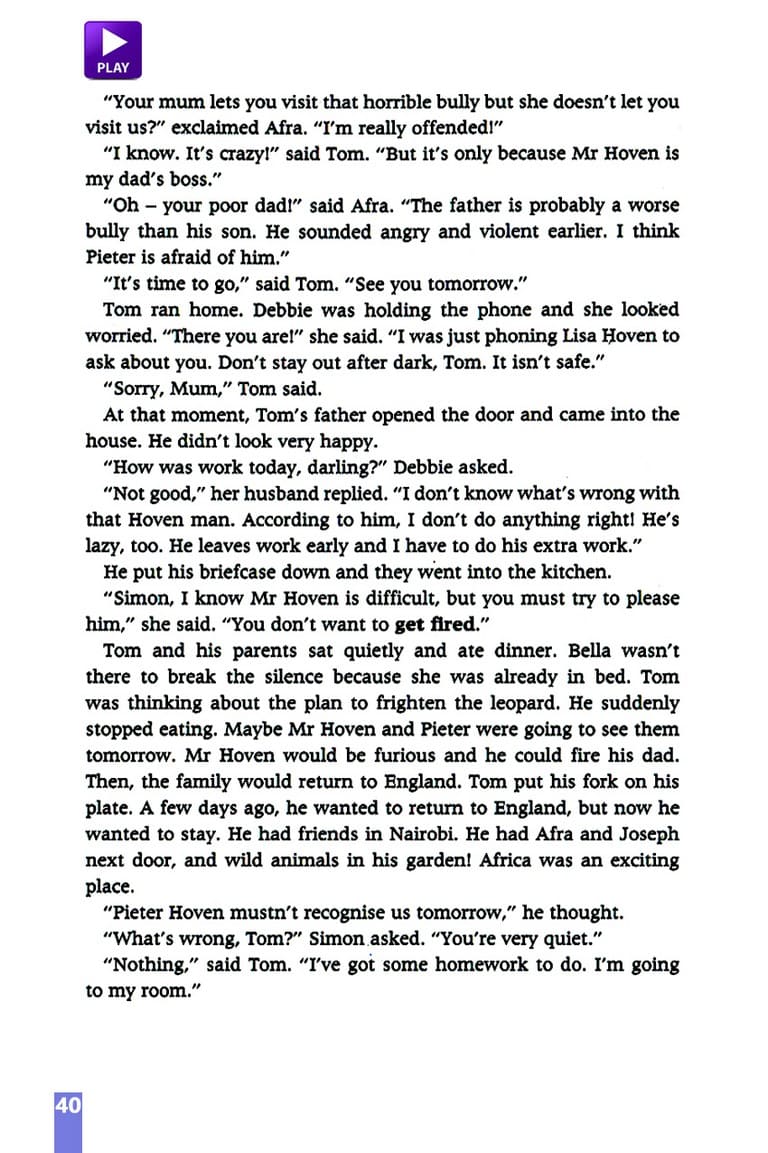 PLAY
“Your mum lets you visit that horrible bully but she doesn’t let you
visit us?” exclaimed Afra. “I’m really offended!”
“I know. It’s crazy!” said Tom. “But it’s only because Mr Hoven is
my dad’s boss.”
“Oh – your poor dad!” said Afra. “The father is probably a worse
bully than his son. He sounded angry and violent earlier. I think
Pieter is afraid of him.”
“It’s time to go,” said Tom. “See you tomorrow.”
Tom ran home. Debbie was holding the phone and she looked
worried. “There you are!” she said. “I was just phoning Lisa Hoven to
ask about you. Don’t stay out after dark, Tom. It isn’t safe.”
“Sorry, Mum,” Tom said.
At that moment, Tom’s father opened the door and came into the
house. He didn’t look very happy.
“How was work today, darling?” Debbie asked.
“Not good,” her husband replied. “I don’t know what’s wrong with
that Hoven man. According to him, I don’t do anything right! He’s
lazy, too. He leaves work early and I have to do his extra work.”
He put his briefcase down and they went into the kitchen.
“Simon, I know Mr Hoven is difficult, but you must try to please
him,” she said. “You don’t want to get fired.”
Tom and his parents sat quietly and ate dinner. Bella wasn’t
there to break the silence because she was already in bed. Tom
was thinking about the plan to frighten the leopard. He suddenly
stopped eating. Maybe Mr Hoven and Pieter were going to see them
tomorrow. Mr Hoven would be furious and he could fire his dad.
Then, the family would return to England. Tom put his fork on his
plate. A few days ago, he wanted to return to England, but now he
wanted to stay. He had friends in Nairobi. He had Afra and Joseph
next door, and wild animals in his garden! Africa was an exciting
place.
“Pieter Hoven mustn’t recognise us tomorrow,” he thought.
“What’s wrong, Tom?” Simon asked. “You’re very quiet.”
“Nothing,” said Tom. “I’ve got some homework to do. I’m going
to my room.”
40